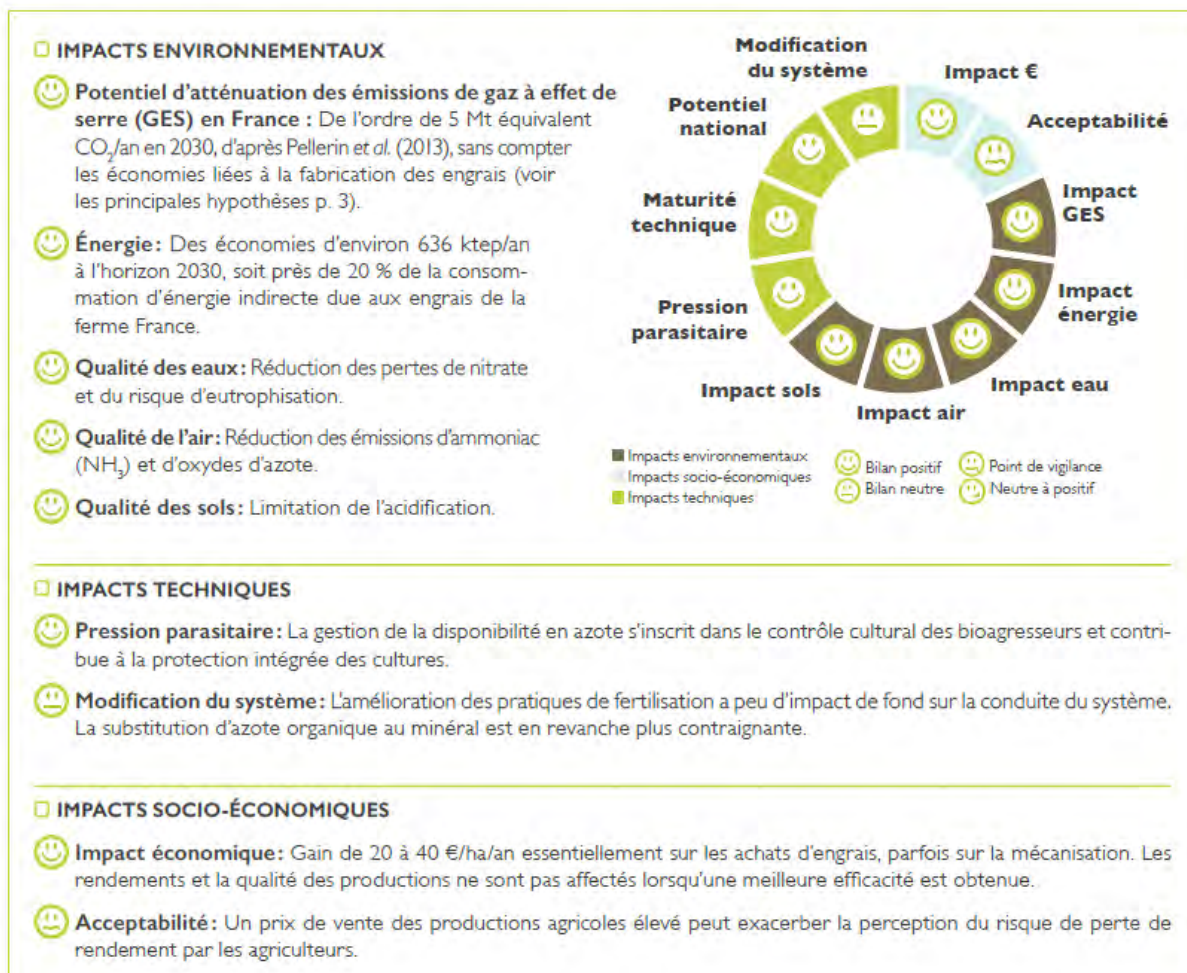 IMPACTS ENVIRONNEMENTAUX
Potentiel d'atténuation des émissions de gaz à effet de
serre (GES) en France : De l'ordre de 5 Mt équivalent
CO₂/an en 2030, d'après Pellerin et al. (2013), sans compter
les économies liées à la fabrication des engrais (voir
les principales hypothèses p. 3).
Énergie : Des économies d'environ 636 ktep/an
à l'horizon 2030, soit près de 20 % de la consom-
mation d'énergie indirecte due aux engrais de la
ferme France.
Qualité des eaux : Réduction des pertes de nitrate
et du risque d'eutrophisation.
Qualité de l'air : Réduction des émissions d'ammoniac
(NH₃) et d'oxydes d'azote.
Qualité des sols : Limitation de l'acidification.
Modification
du système
Impact €
Potentiel
national
Acceptabilité
Maturité
technique
Impact
GES
Pression
parasitaire
Impact
énergie
Impact sols
Impact air
Impact eau
Impacts environnementaux
Impacts socio-économiques
Impacts techniques
Bilan positif
Bilan neutre
Point de vigilance
Neutre à positif
IMPACTS TECHNIQUES
Pression parasitaire : La gestion de la disponibilité en azote s'inscrit dans le contrôle cultural des bioagresseurs et contri-
bue à la protection intégrée des cultures.
Modification du système : L'amélioration des pratiques de fertilisation a peu d'impact de fond sur la conduite du système.
La substitution d'azote organique au minéral est en revanche plus contraignante.
IMPACTS SOCIO-ÉCONOMIQUES
Impact économique : Gain de 20 à 40 €/ha/an essentiellement sur les achats d'engrais, parfois sur la mécanisation. Les
rendements et la qualité des productions ne sont pas affectés lorsqu'une meilleure efficacité est obtenue.
Acceptabilité : Un prix de vente des productions agricoles élevé peut exacerber la perception du risque de perte de
rendement par les agriculteurs.